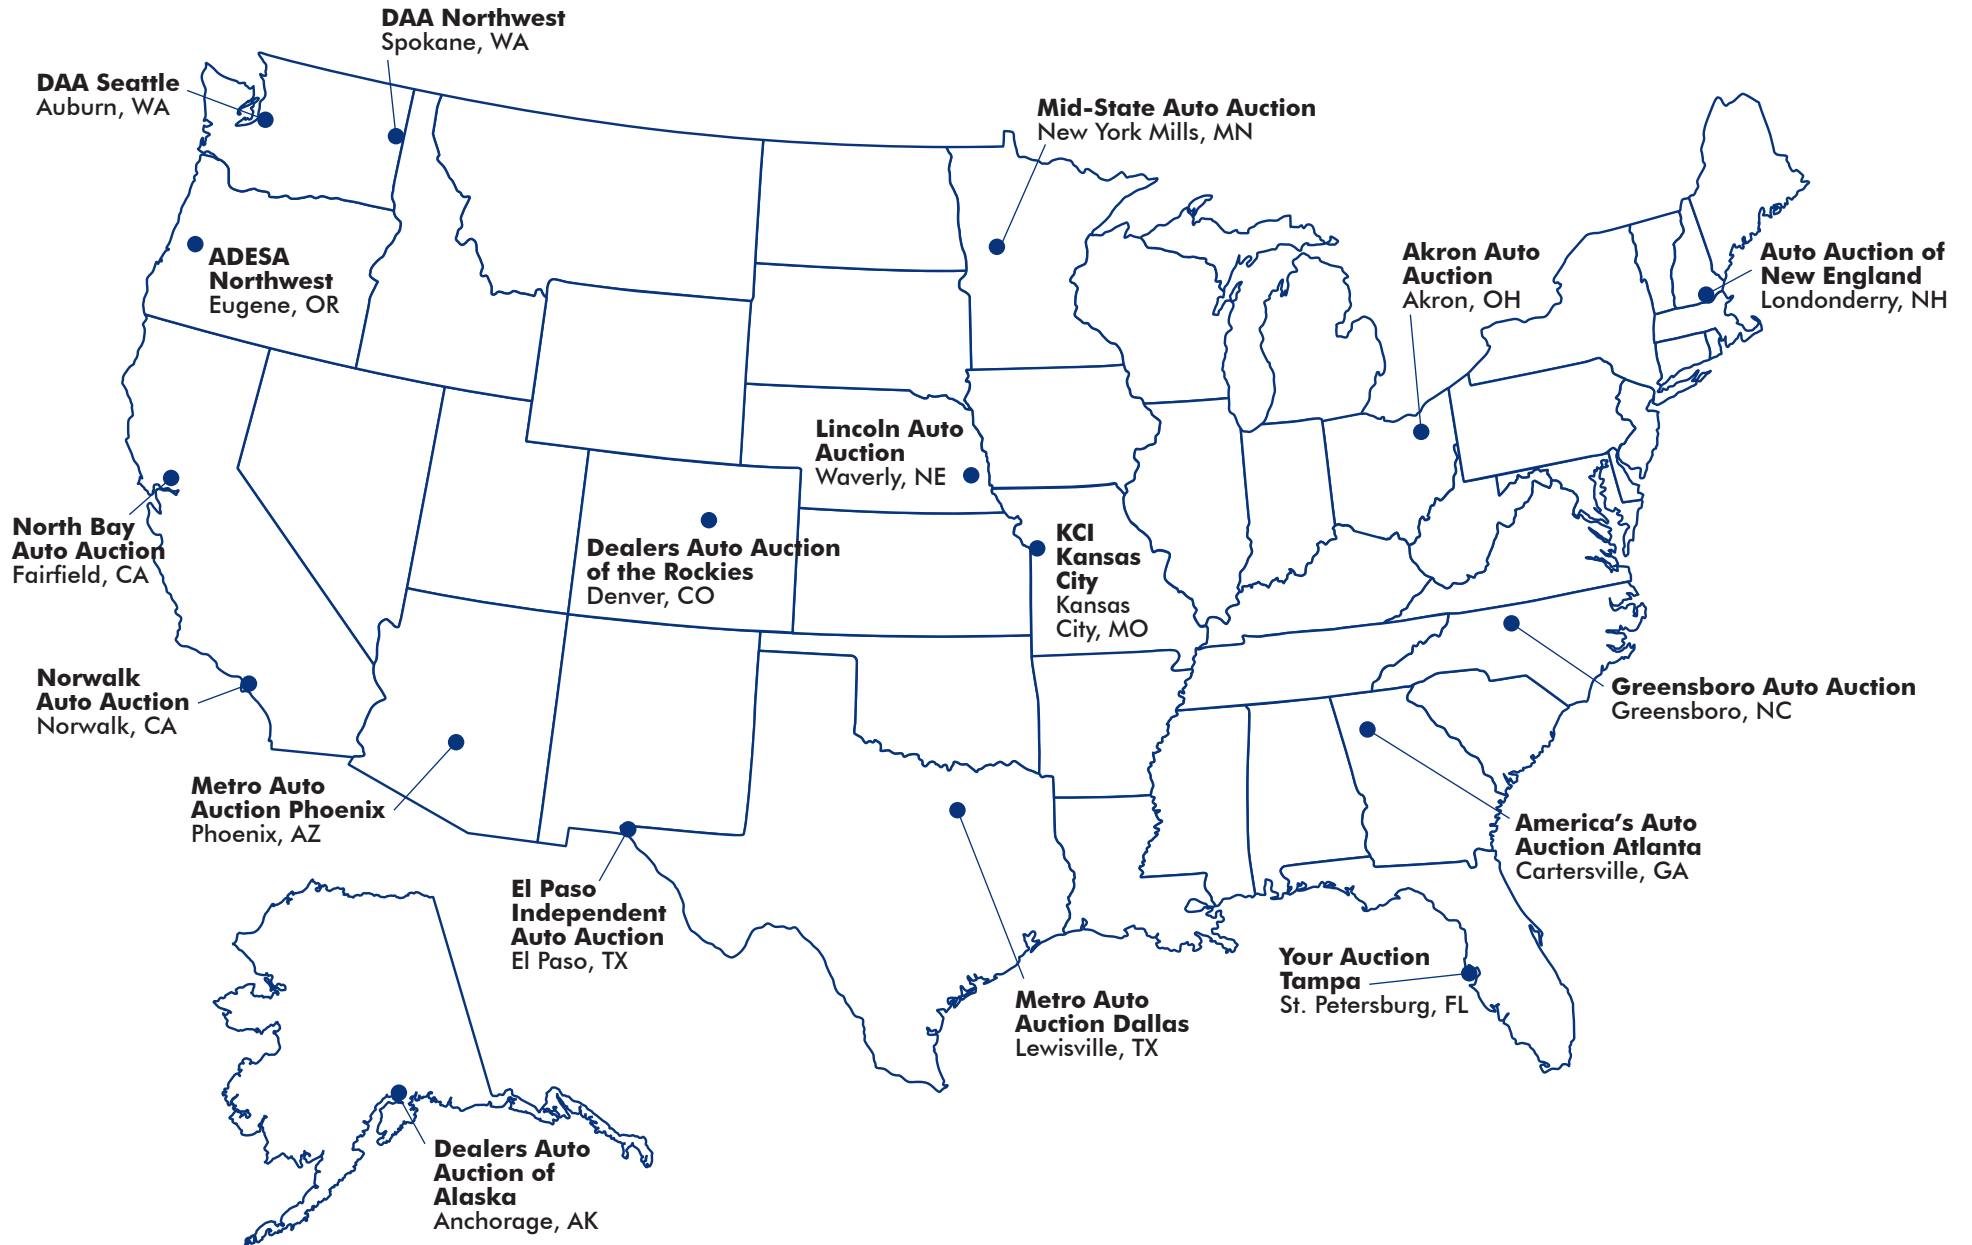 DAA Northwest
Spokane, WA
DAA Seattle
Auburn, WA
Mid-State Auto Auction
New York Mills, MN
ADESA
Northwest
Eugene, OR
Akron Auto
Auction
Akron, OH
Auto Auction of
New England
Londonderry, NH
Lincoln Auto
Auction
Waverly, NE
North Bay
Auto Auction
Fairfield, CA
Dealers Auto Auction
of the Rockies
Denver, CO
KCI
Kansas
City
Kansas
City, MO
Norwalk
Auto Auction
Norwalk, CA
Greensboro Auto Auction
Greensboro, NC
Metro Auto
Auction Phoenix
Phoenix, AZ
America’s Auto
Auction Atlanta
Cartersville, GA
El Paso
Independent
Auto Auction
El Paso, TX
Your Auction
Tampa
St. Petersburg, FL
Metro Auto
Auction Dallas
Lewisville, TX
Dealers Auto
Auction of
Alaska
Anchorage, AK